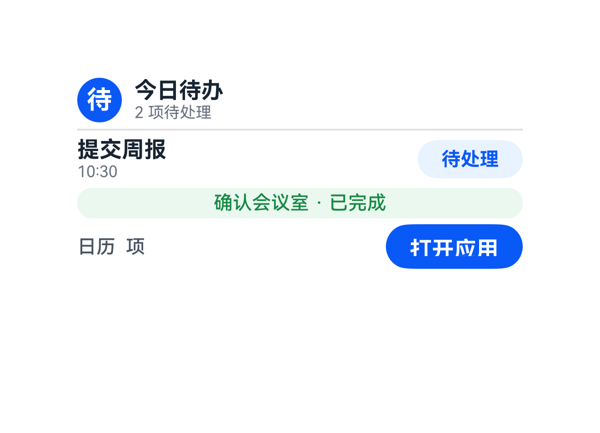 待
今日待办
2 项待处理
提交周报
10:30
待处理
确认会议室 · 已完成
日历 项
打开应用